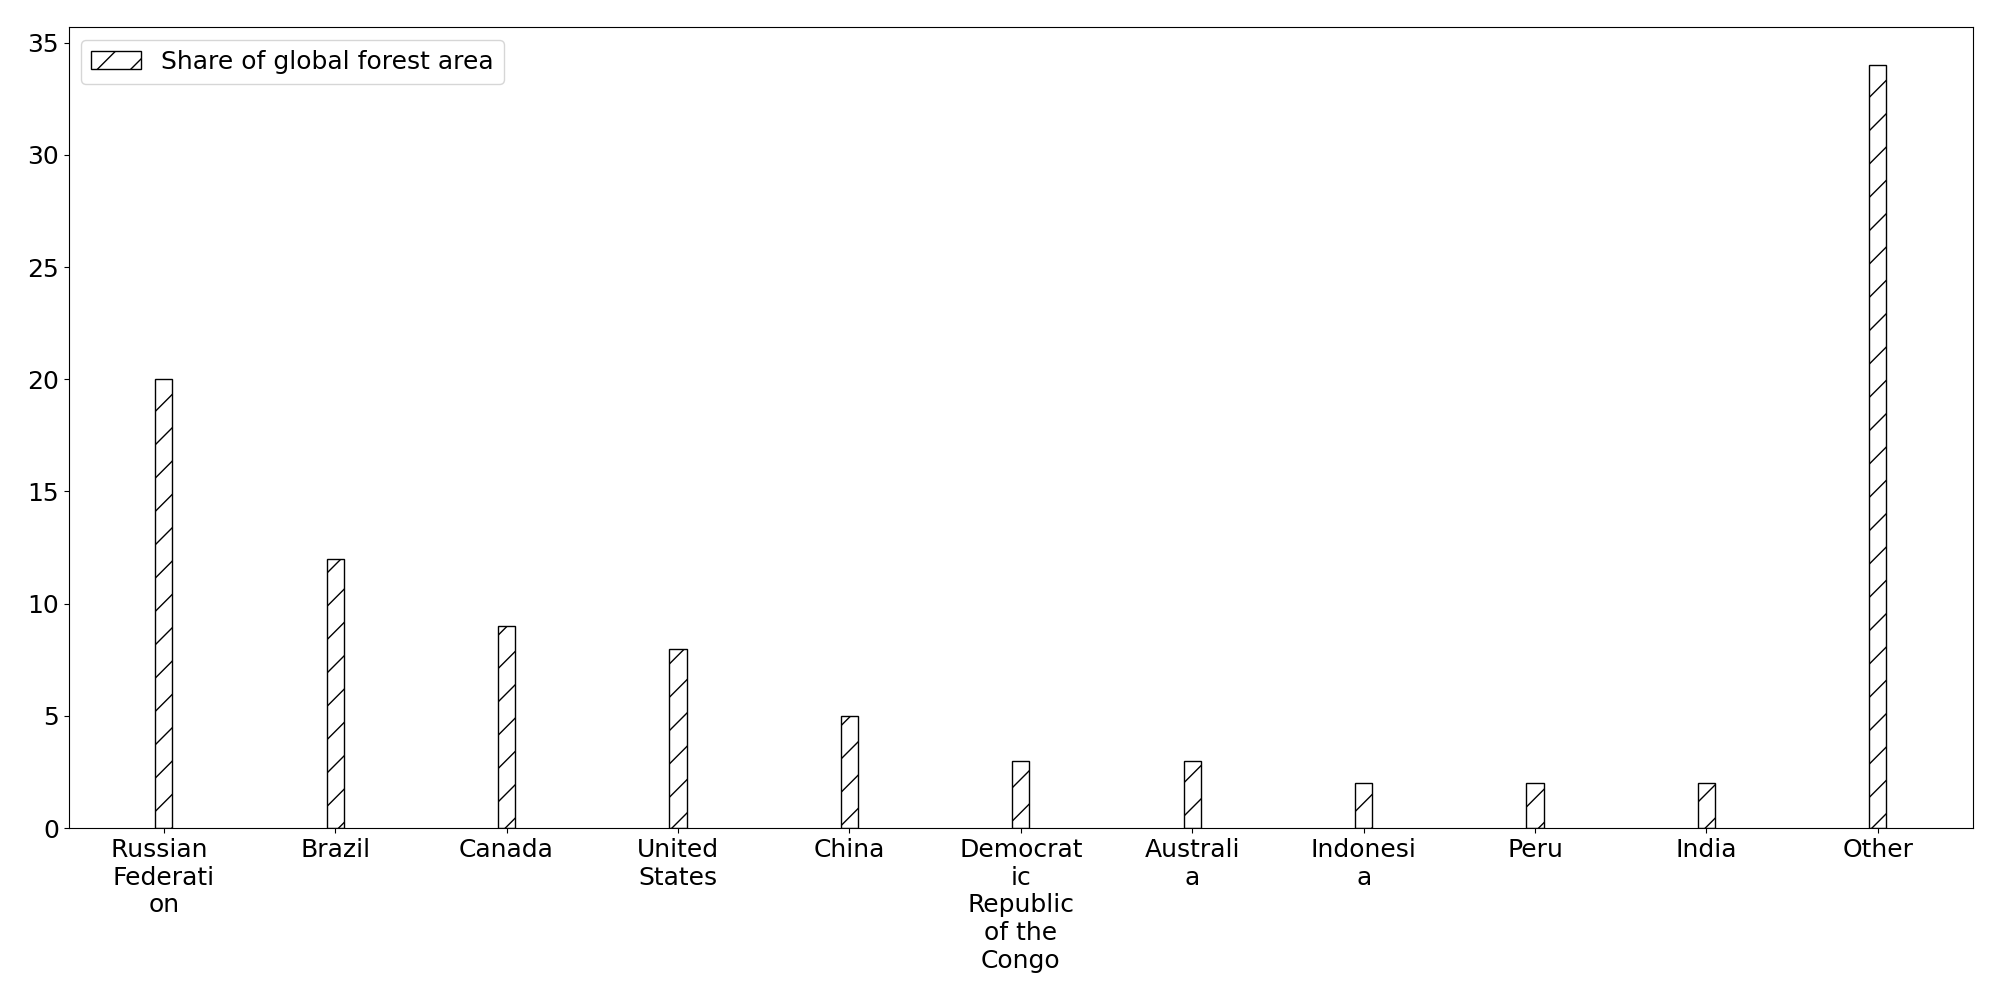 35
30
25
20
15
10
5
0
Share of global forest area
Russian
Federati
on
Brazil
Canada
United
States
China
Democrat
ic
Republic
of the
Congo
Australi
a
Indonesi
a
Peru
India
Other